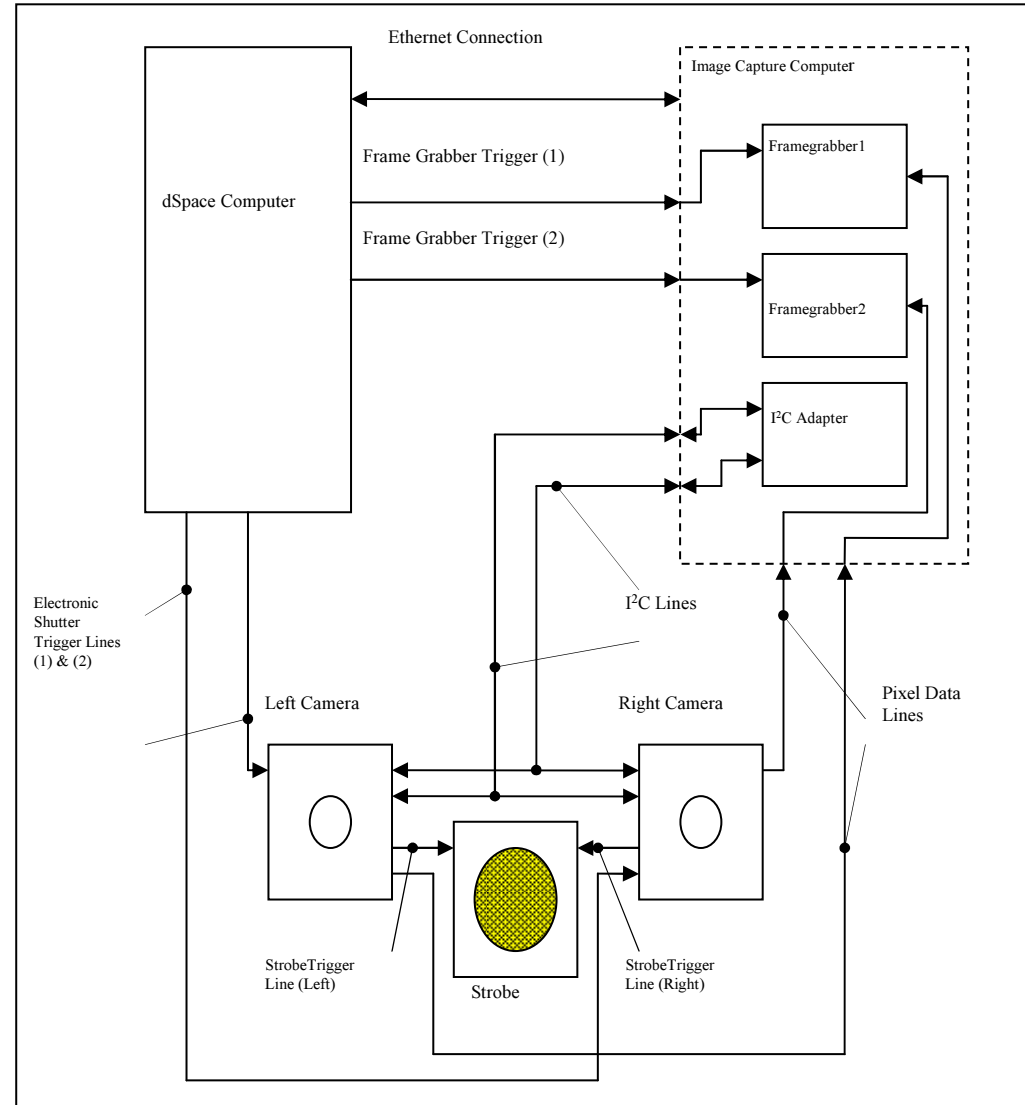 Ethernet Connection
Image Capture Computer
Framegrabber1
Frame Grabber Trigger (1)
dSpace Computer
Frame Grabber Trigger (2)
Framegrabber2
I²C Adapter
Electronic
Shutter
Trigger Lines
(1) & (2)
I²C Lines
Left Camera
Right Camera
Pixel Data
Lines
StrobeTrigger
Line (Left)
StrobeTrigger
Line (Right)
Strobe